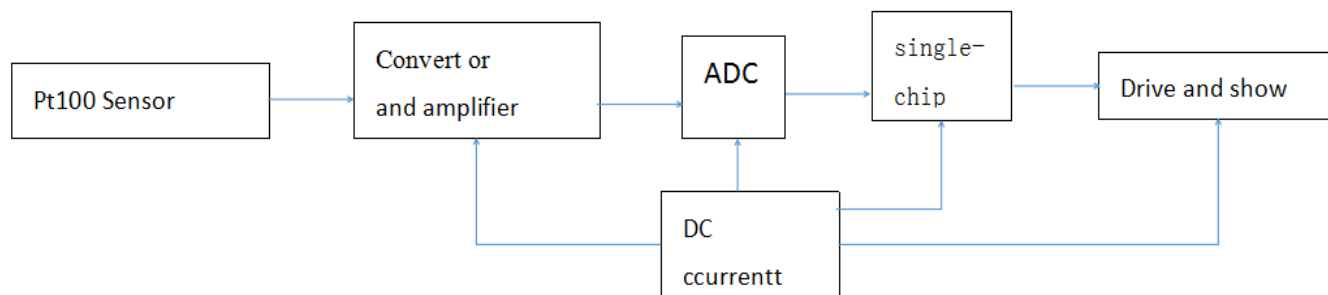 Pt100 Sensor
Convert or
and amplifier
ADC
single-
chip
Drive and show
DC
ccurrentt